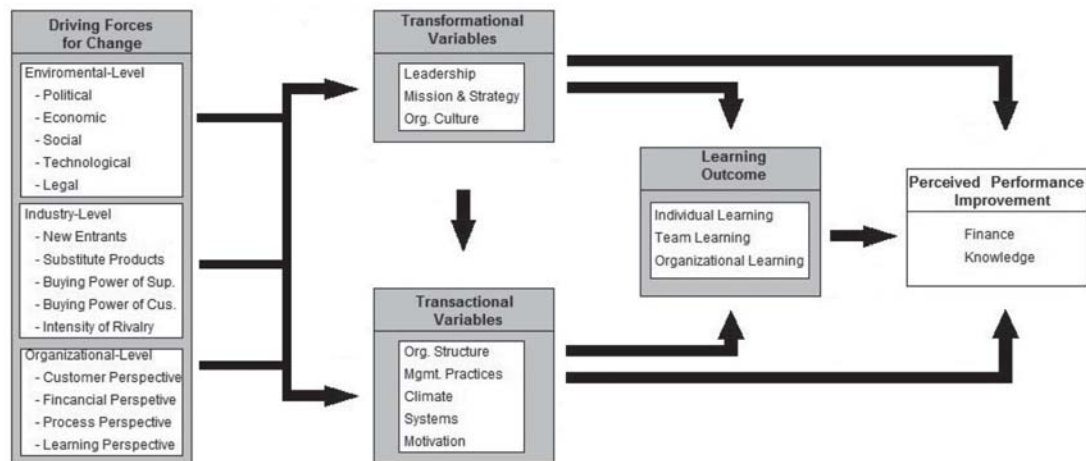 Driving Forces
for Change
Enviromental-Level
- Political
- Economic
- Social
- Technological
- Legal
Industry-Level
- New Entrants
- Substitute Products
- Buying Power of Sup.
- Buying Power of Cus.
- Intensity of Rivalry
Organizational-Level
- Customer Perspective
- Fincancial Perspetive
- Process Perspective
- Learning Perspective
Transformational
Variables
Leadership
Mission & Strategy
Org. Culture
Transactional
Variables
Org. Structure
Mgmt. Practices
Climate
Systems
Motivation
Learning
Outcome
Individual Learning
Team Learning
Organizational Learning
Perceived Performance
Improvement
Finance
Knowledge